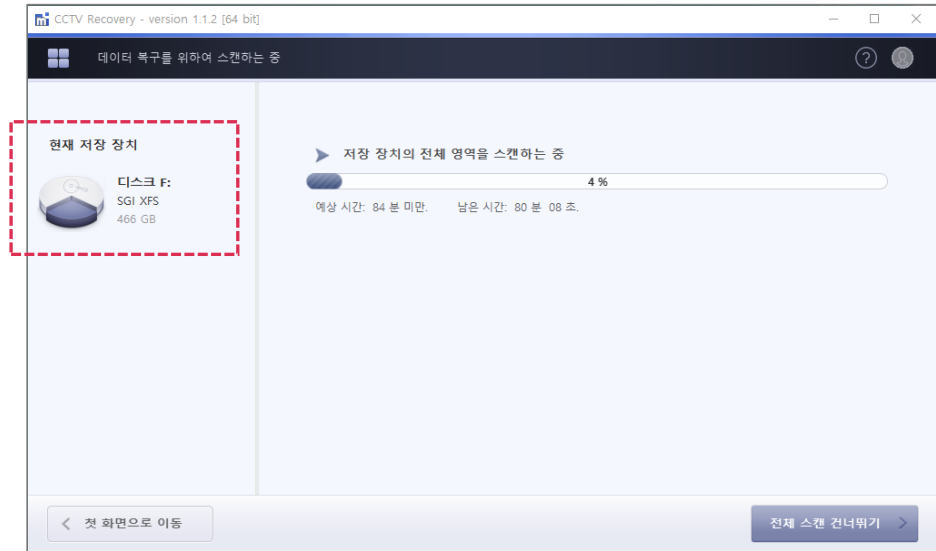 CCTV Recovery - version 1.1.2 [64 bit]
데이터 복구를 위하여 스캔하는 중
?
현재 저장 장치
디스크 F:
SGI XFS
466 GB
저장 장치의 전체 영역을 스캔하는 중
4 %
예상 시간: 84 분 미만. 남은 시간: 80 분 08 초.
첫 화면으로 이동
전체 스캔 건너뛰기